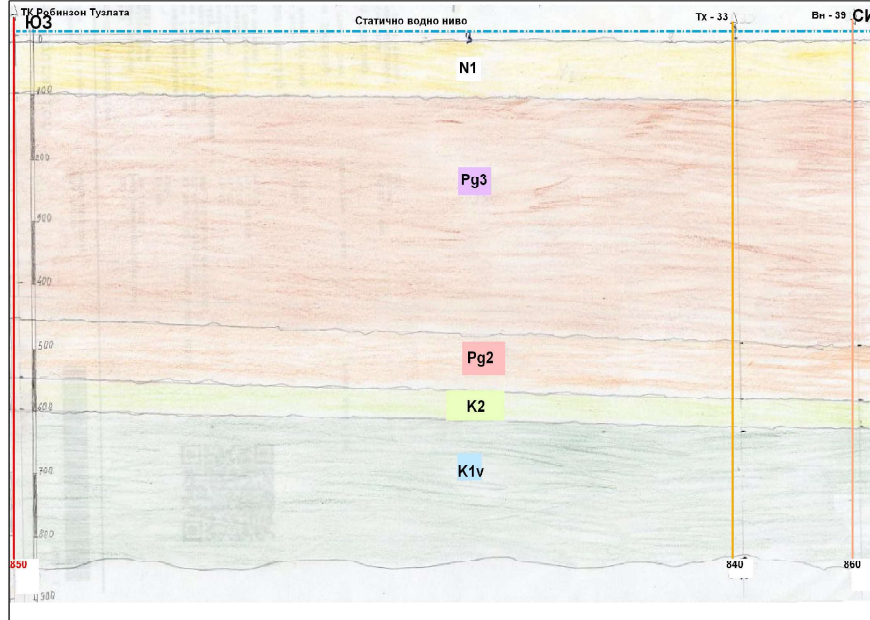 ТК Робинзон Тузлата
ЮЗ
Статично водно ниво
Тх - 33
Вн - 39
СИ
0
N1
100
200
Pg3
300
400
500
Pg2
K2
600
K1v
700
800
850
840
860
900